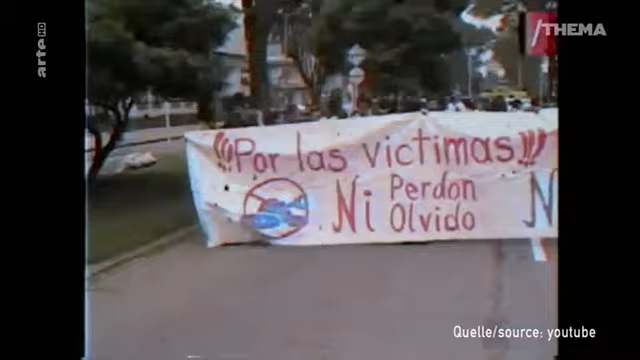 arte HD
/THEMA
¡¡¡Por las victimas!!!
Ni Perdon
Olvido
N
Quelle/source: youtube